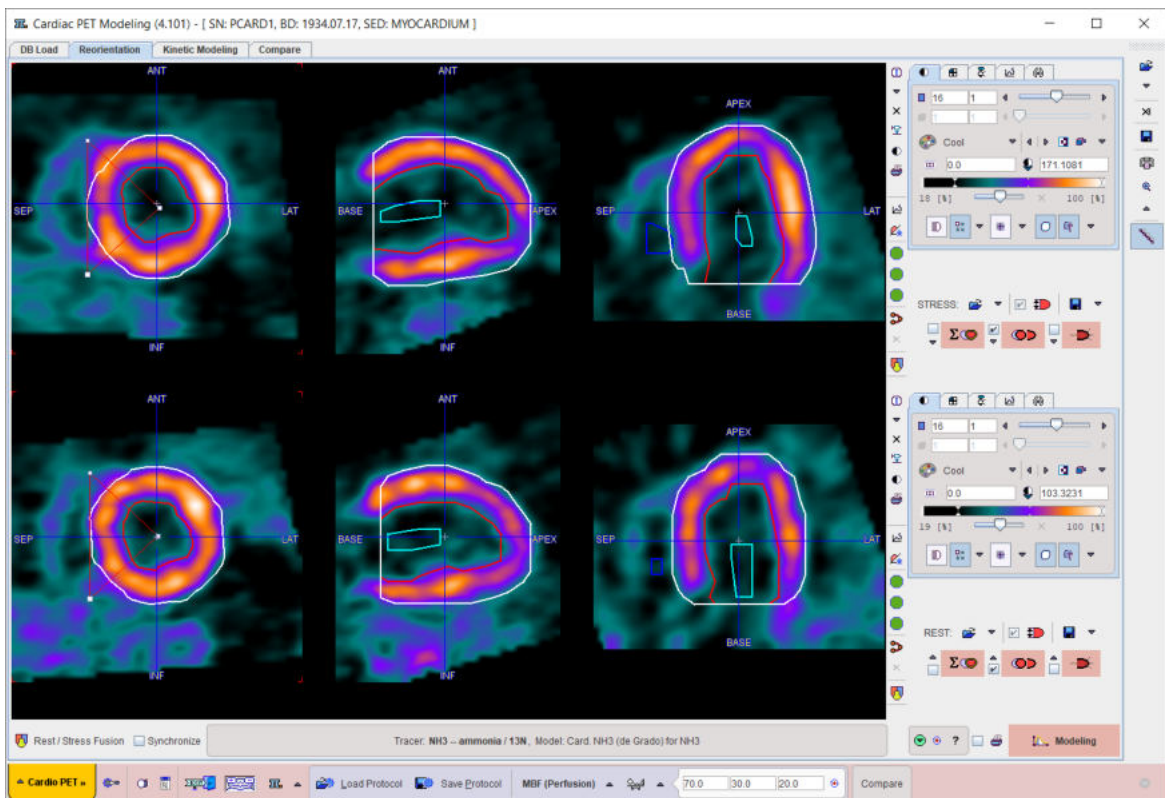 Cardiac PET Modeling (4.101) - [ SN: PCARD1, BD: 1934.07.17, SED: MYOCARDIUM ]
DB Load Reorientation Kinetic Modeling Compare
ANT ANT APEX
SEP LAT BASE APEX SEP LAT
INF INF BASE
16 1
1 1
Cool
0.0 171.1081
18 [%] 100 [%]
STRESS:
ANT ANT APEX
SEP LAT BASE APEX SEP LAT
INF INF BASE
16 1
1 1
Cool
0.0 103.3231
19 [%] 100 [%]
REST:
Rest / Stress Fusion Synchronize Tracer: NH3 -- ammonia / 13N, Model: Card. NH3 (de Grado) for NH3 ? Modeling
Cardio PET Load Protocol Save Protocol MBF (Perfusion) 70.0 30.0 20.0 Compare